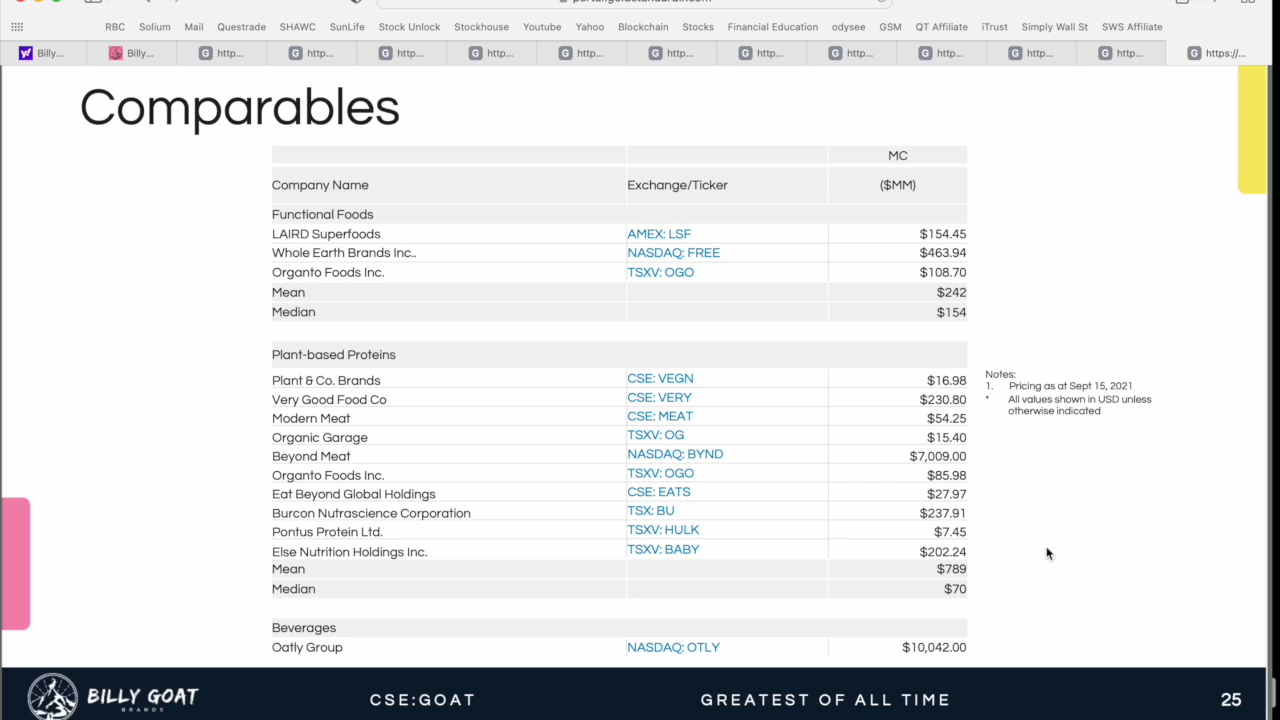 RBC Solium Mail Questrade SHAWC SunLife Stock Unlock Stockhouse Youtube Yahoo Blockchain Stocks Financial Education odysee GSM QT Affiliate iTrust Simply Wall St SWS Affiliate
Billy... Billy... http... http... http... http... http... http... http... http... http... http... http... https://...
Comparables
MC
Company Name Exchange/Ticker ($MM)
Functional Foods
LAIRD Superfoods AMEX: LSF $154.45
Whole Earth Brands Inc.. NASDAQ: FREE $463.94
Organto Foods Inc. TSXV: OGO $108.70
Mean $242
Median $154
Plant-based Proteins
Plant & Co. Brands CSE: VEGN $16.98
Very Good Food Co CSE: VERY $230.80
Modern Meat CSE: MEAT $54.25
Organic Garage TSXV: OG $15.40
Beyond Meat NASDAQ: BYND $7,009.00
Organto Foods Inc. TSXV: OGO $85.98
Eat Beyond Global Holdings CSE: EATS $27.97
Burcon Nutrascience Corporation TSX: BU $237.91
Pontus Protein Ltd. TSXV: HULK $7.45
Else Nutrition Holdings Inc. TSXV: BABY $202.24
Mean $789
Median $70
Notes:
1. Pricing as at Sept 15, 2021
* All values shown in USD unless
otherwise indicated
Beverages
Oatly Group NASDAQ: OTLY $10,042.00
BILLY GOAT
BRANDS
CSE:GOAT
GREATEST OF ALL TIME
25